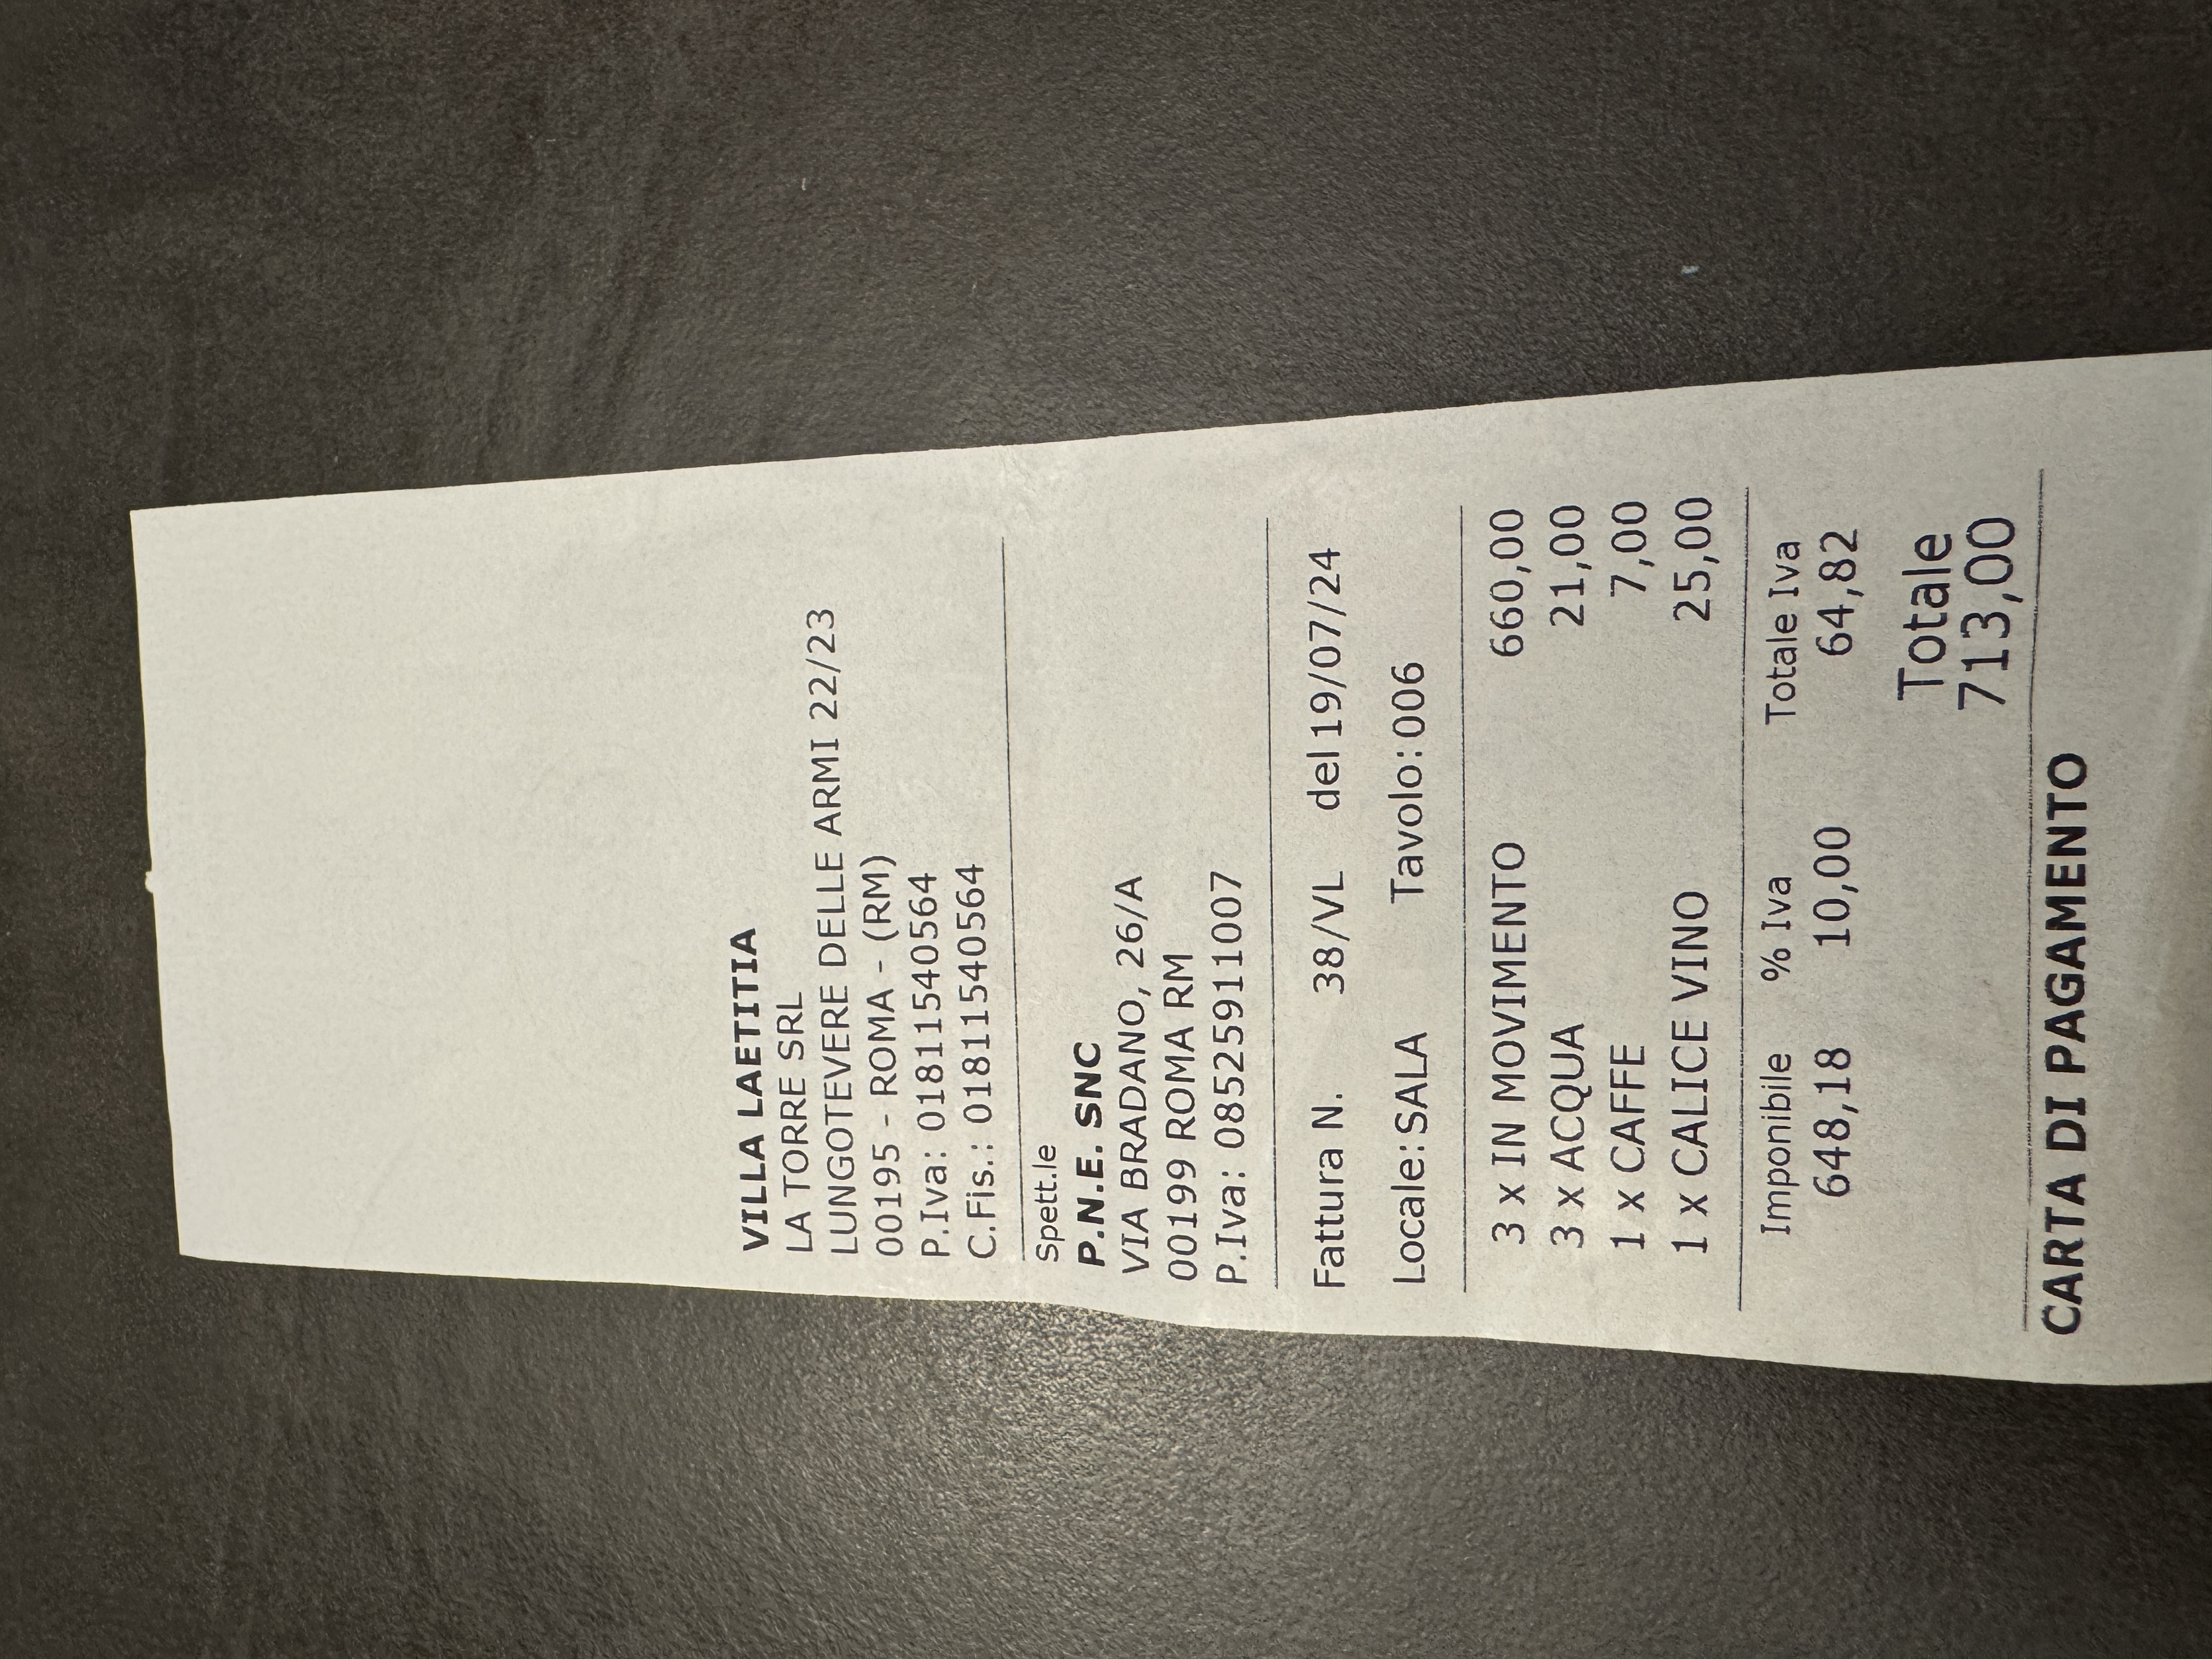 VILLA LAETITIA
LA TORRE SRL
LUNGOTEVERE DELLE ARMI 22/23
00195 - ROMA - (RM)
P.Iva: 01811540564
C.Fis.: 01811540564
Spett.le
P.N.E. SNC
VIA BRADANO, 26/A
00199 ROMA RM
P.Iva: 08525911007
Fattura N. 38/VL del 19/07/24
Locale:SALA Tavolo:006
3 x IN MOVIMENTO 660,00
3 x ACQUA 21,00
1 x CAFFE 7,00
1 x CALICE VINO 25,00
Imponibile % Iva Totale Iva
648,18 10,00 64,82
Totale
713,00
CARTA DI PAGAMENTO